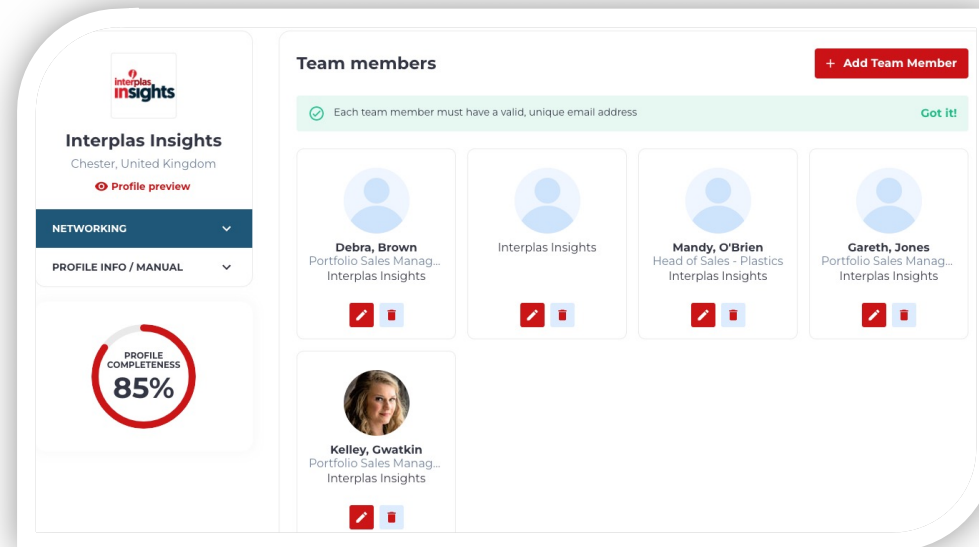 interplas
insights
Interplas Insights
Chester, United Kingdom
Profile preview
NETWORKING
PROFILE INFO / MANUAL
PROFILE
COMPLETENESS
85%
Team members
+ Add Team Member
Each team member must have a valid, unique email address
Got it!
Debra, Brown
Portfolio Sales Manag...
Interplas Insights
Interplas Insights
Mandy, O'Brien
Head of Sales - Plastics
Interplas Insights
Gareth, Jones
Portfolio Sales Manag...
Interplas Insights
Kelley, Gwatkin
Portfolio Sales Manag...
Interplas Insights